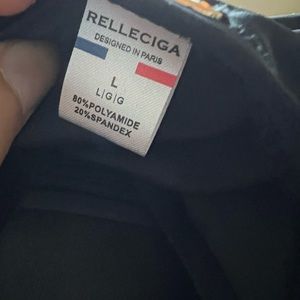 RELLECIGA
DESIGNED IN PARIS
L
L|G|G
80%POLYAMIDE
20%SPANDEX